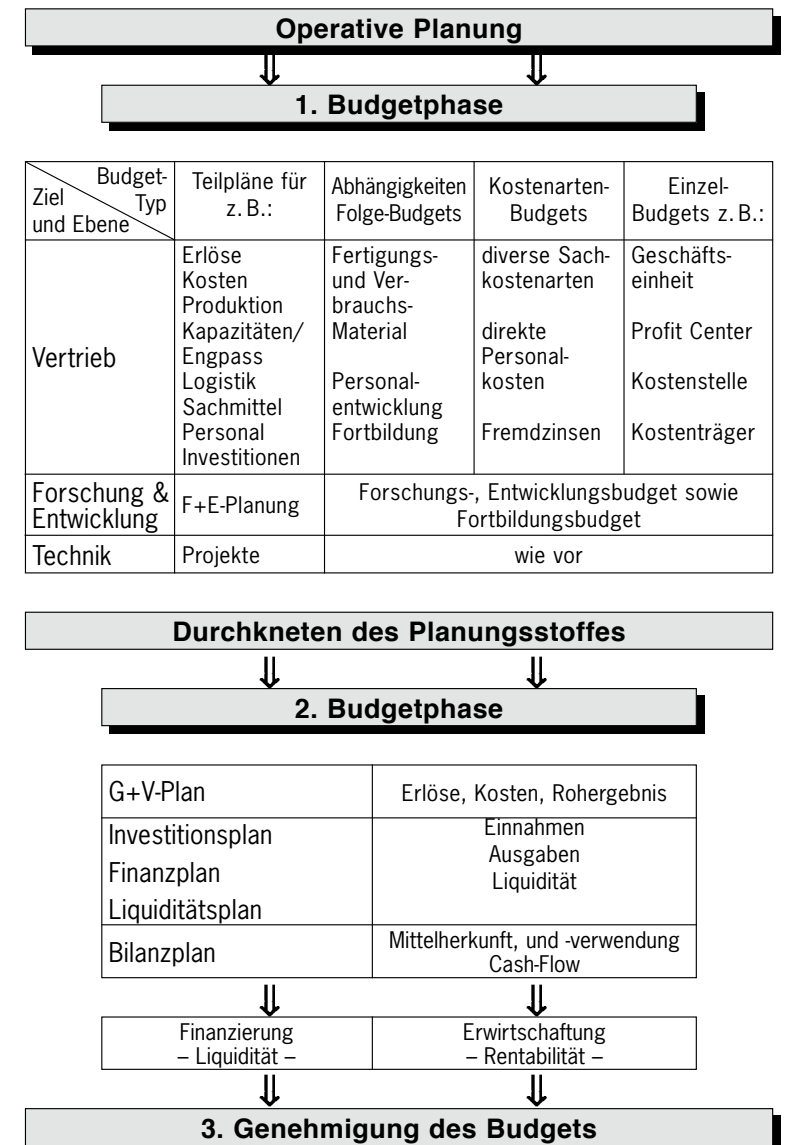 Operative Planung
⇓ ⇓
1. Budgetphase
Budget-
Typ
Ziel
und Ebene
Teilpläne für
z. B.:
Abhängigkeiten
Folge-Budgets
Kostenarten-
Budgets
Einzel-
Budgets z. B.:
Vertrieb
Erlöse
Kosten
Produktion
Kapazitäten/
Engpass
Logistik
Sachmittel
Personal
Investitionen
Fertigungs-
und Ver-
brauchs-
Material
Personal-
entwicklung
Fortbildung
diverse Sach-
kostenarten
direkte
Personal-
kosten
Fremdzinsen
Geschäfts-
einheit
Profit Center
Kostenstelle
Kostenträger
Forschung &
Entwicklung
F+E-Planung
Forschungs-, Entwicklungsbudget sowie
Fortbildungsbudget
Technik
Projekte
wie vor
Durchkneten des Planungsstoffes
⇓ ⇓
2. Budgetphase
G+V-Plan
Erlöse, Kosten, Rohergebnis
Investitionsplan
Finanzplan
Liquiditätsplan
Einnahmen
Ausgaben
Liquidität
Bilanzplan
Mittelherkunft, und -verwendung
Cash-Flow
⇓ ⇓
Finanzierung
– Liquidität –
Erwirtschaftung
– Rentabilität –
⇓ ⇓
3. Genehmigung des Budgets